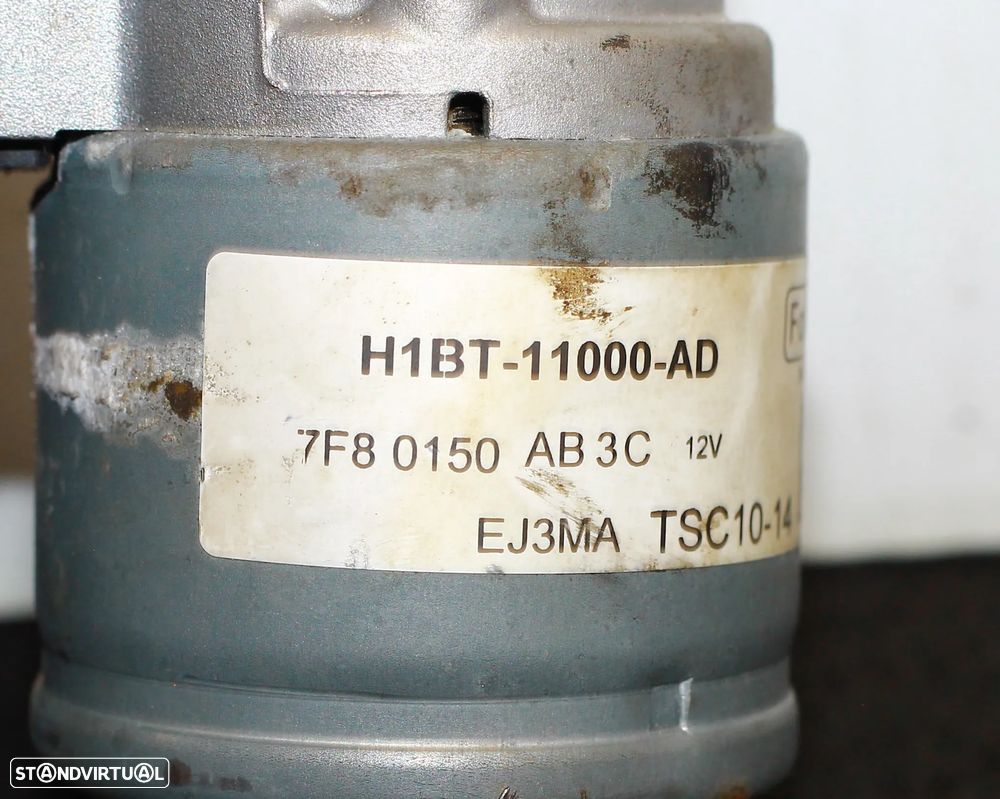 H1BT-11000-AD
7F8 0150 AB 3C 12V
EJ3MA TSC10-14
STANDVIRTUAL